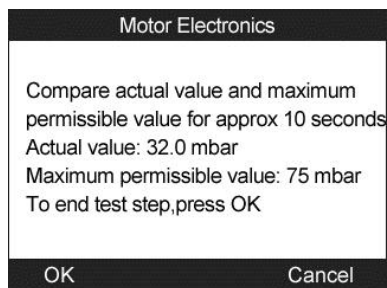 Motor Electronics
Compare actual value and maximum
permissible value for approx 10 seconds
Actual value: 32.0 mbar
Maximum permissible value: 75 mbar
To end test step,press OK
OK Cancel